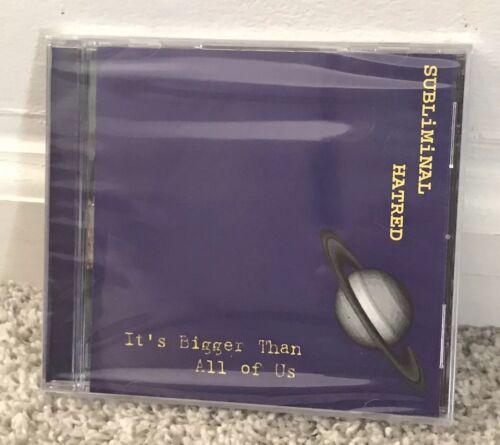 SUBLiMiNAL
HATRED
It's Bigger Than
All of Us